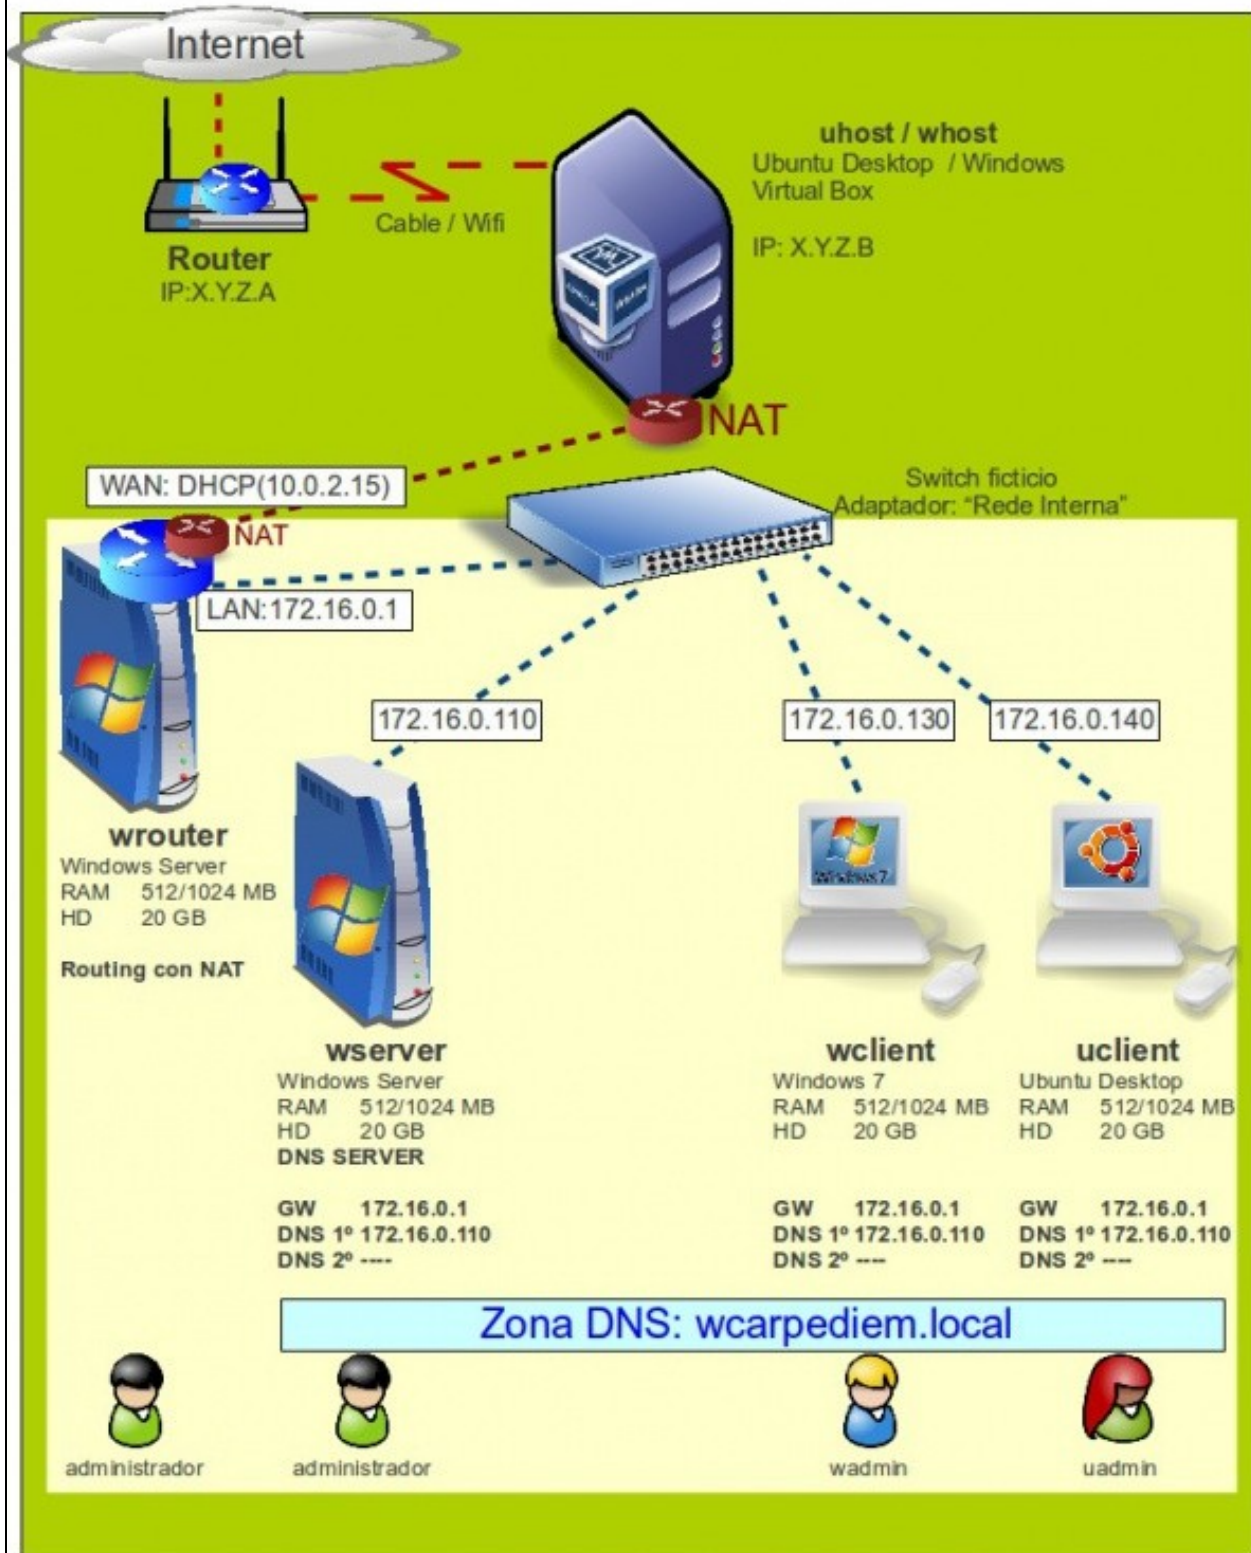 Internet
uhost / whost
Ubuntu Desktop / Windows
Virtual Box
IP: X.Y.Z.B
Cable / Wifi
Router
IP:X.Y.Z.A
NAT
WAN: DHCP(10.0.2.15)
Switch ficticio
Adaptador: “Rede Interna”
NAT
LAN:172.16.0.1
172.16.0.110
172.16.0.130
172.16.0.140
wrouter
Windows Server
RAM 512/1024 MB
HD 20 GB
Routing con NAT
Windows 7
wserver
Windows Server
RAM 512/1024 MB
HD 20 GB
DNS SERVER
GW 172.16.0.1
DNS 1º 172.16.0.110
DNS 2º ----
wclient
Windows 7
RAM 512/1024 MB
HD 20 GB
GW 172.16.0.1
DNS 1º 172.16.0.110
DNS 2º ----
uclient
Ubuntu Desktop
RAM 512/1024 MB
HD 20 GB
GW 172.16.0.1
DNS 1º 172.16.0.110
DNS 2º ----
Zona DNS: wcarpediem.local
administrador
administrador
wadmin
uadmin